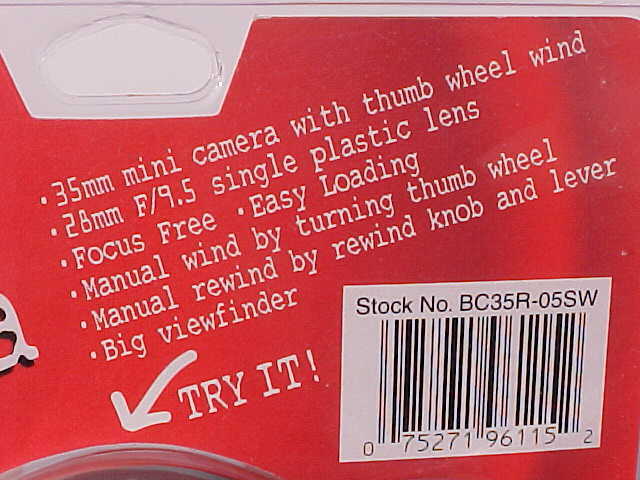 ·35mm mini camera with thumb wheel wind
·28mm F/9.5 single plastic lens
·Focus Free ·Easy Loading
·Manual wind by turning thumb wheel
·Manual rewind by rewind knob and lever
·Big viewfinder
TRY IT!
Stock No. BC35R-05SW
0 75271 96115 2